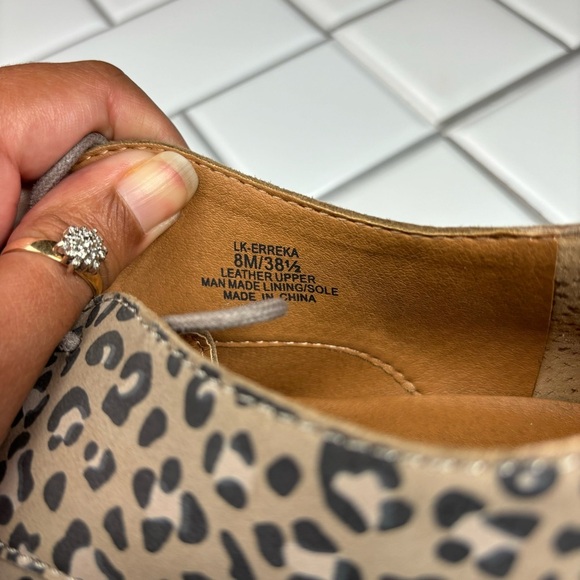 LK-ERREKA
8M/38½
LEATHER UPPER
MAN MADE LINING/SOLE
MADE IN CHINA